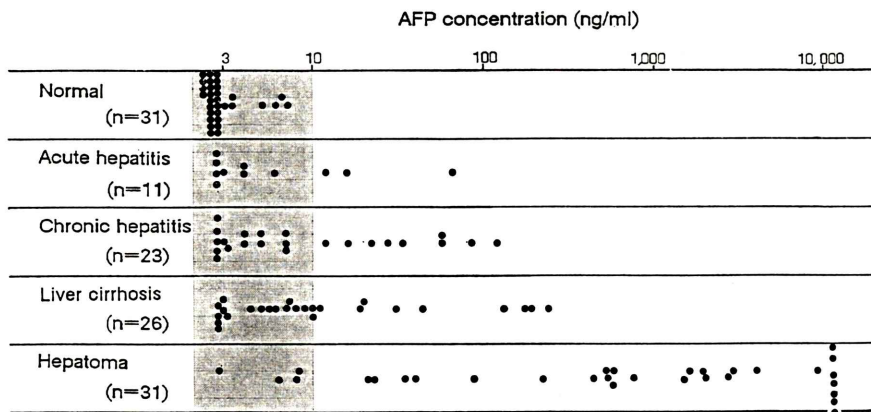 AFP concentration (ng/ml)
3 10 100 1,000 10,000
Normal
(n=31)
Acute hepatitis
(n=11)
Chronic hepatitis
(n=23)
Liver cirrhosis
(n=26)
Hepatoma
(n=31)